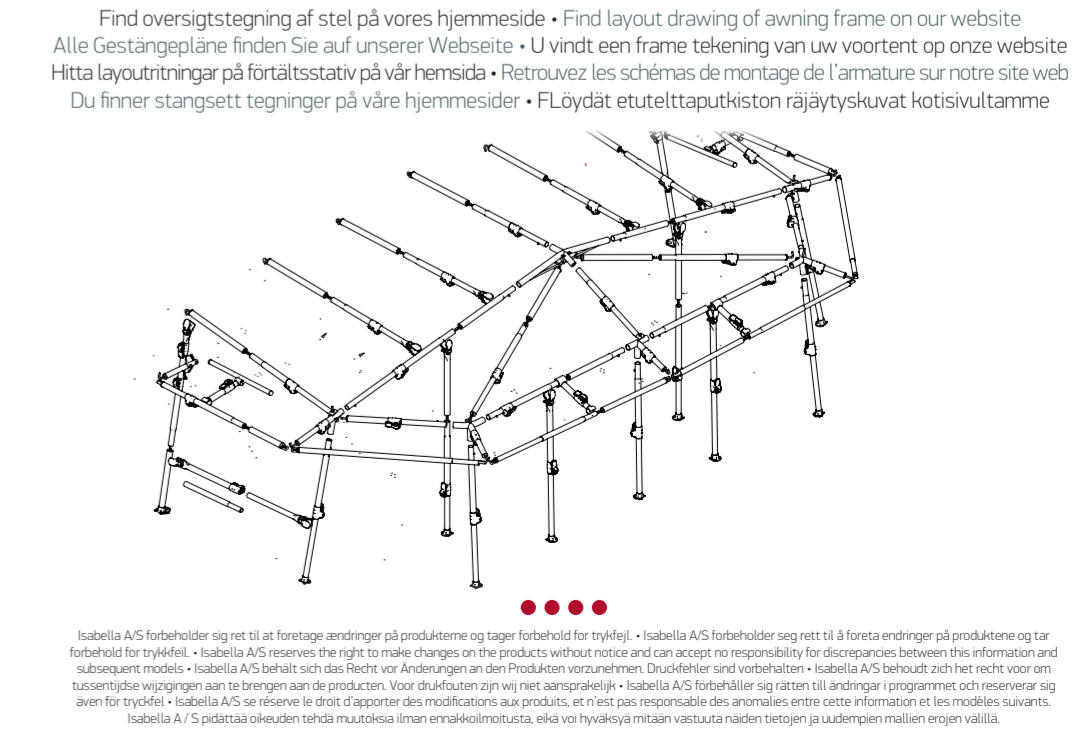 Find oversigtstegning af stel på vores hjemmeside • Find layout drawing of awning frame on our website
Alle Gestängepläne finden Sie auf unserer Webseite • U vindt een frame tekening van uw voortent op onze website
Hitta layoutritningar på förtältsstativ på vår hemsida • Retrouvez les schémas de montage de l'armature sur notre site web
Du finner stangsett tegninger på våre hjemmesider • FLöydät etutelttaputkiston räjäytyskuvat kotisivultamme
Isabella A/S forbeholder sig ret til at foretage ændringer på produkterne og tager forbehold for trykfejl. • Isabella A/S forbeholder seg rett til å foreta endringer på produktene og tar
forbehold for trykkfeil. • Isabella A/S reserves the right to make changes on the products without notice and can accept no responsibility for discrepancies between this information and
subsequent models • Isabella A/S behält sich das Recht vor Änderungen an den Produkten vorzunehmen. Druckfehler sind vorbehalten • Isabella A/S behoudt zich het recht voor om
tussentijdse wijzigingen aan te brengen aan de producten. Voor drukfouten zijn wij niet aansprakelijk • Isabella A/S förbehåller sig rätten till ändringar i programmet och reserverar sig
även för tryckfel • Isabella A/S se réserve le droit d'apporter des modifications aux produits, et n'est pas responsable des anomalies entre cette information et les modèles suivants.
Isabella A / S pidättää oikeuden tehdä muutoksia ilman ennakkoilmoitusta, eikä voi hyväksyä mitään vastuuta näiden tietojen ja uudempien mallien erojen välillä.